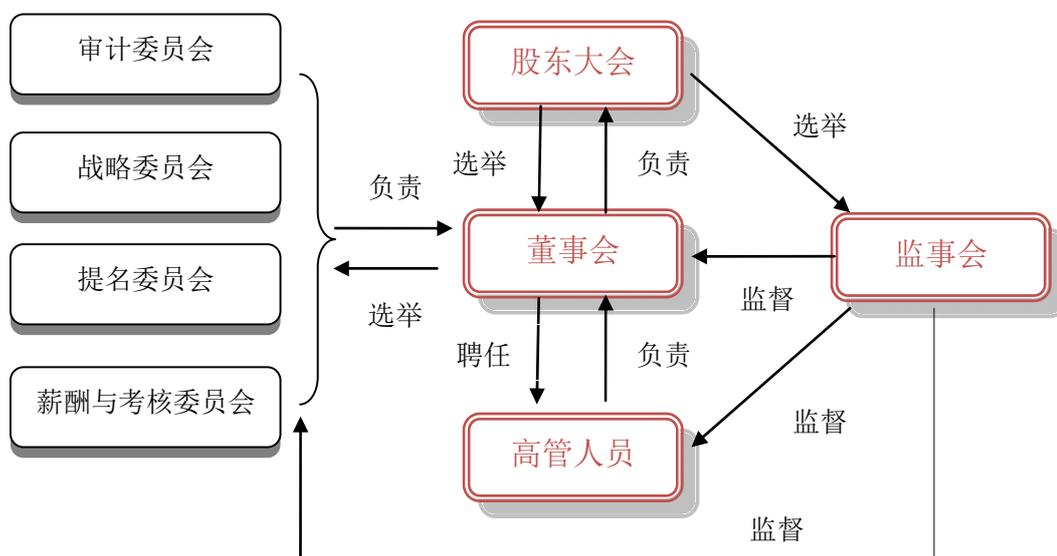 审计委员会
战略委员会
提名委员会
薪酬与考核委员会
负责
选举
股东大会
选举
负责
选举
董事会
监督
监事会
聘任
负责
监督
高管人员
监督